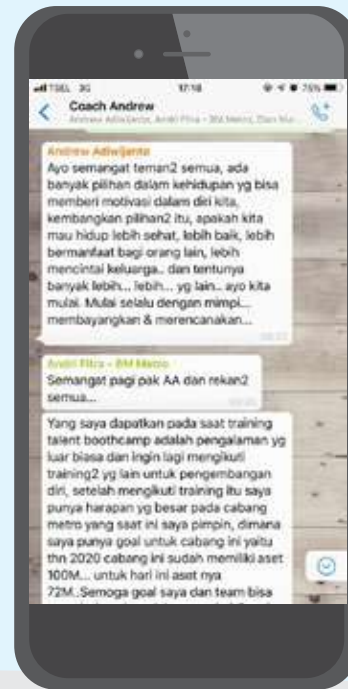 TSEL 3G 17:18 75%
Coach Andrew
Andrew Adiwijanto, Andri Fitra - BM Metro, Dian
Andrew Adiwijanto
Ayo semangat teman2 semua, ada
banyak pilihan dalam kehidupan yg bisa
memberi motivasi dalam diri kita,
kembangkan pilihan2 itu, apakah kita
mau hidup lebih sehat, lebih baik, lebih
bermanfaat bagi orang lain, lebih
mencintai keluarga.. dan tentunya
banyak lebih... lebih... yg lain.. ayo kita
mulai. Mulai selalu dengan mimpi...
membayangkan & merencanakan...
Andri Fitra - BM Metro
Semangat pagi pak AA dan rekan2
semua...
Yang saya dapatkan pada saat training
talent boothcamp adalah pengalaman yg
luar biasa dan ingin lagi mengikuti
training2 yg lain untuk pengembangan
diri, setelah mengikuti training itu saya
punya harapan yg besar pada cabang
metro yang saat ini saya pimpin, dimana
saya punya goal untuk cabang ini yaitu
thn 2020 cabang ini sudah memiliki aset
100M... untuk hari ini aset nya
72M..Semoga goal saya dan team bisa